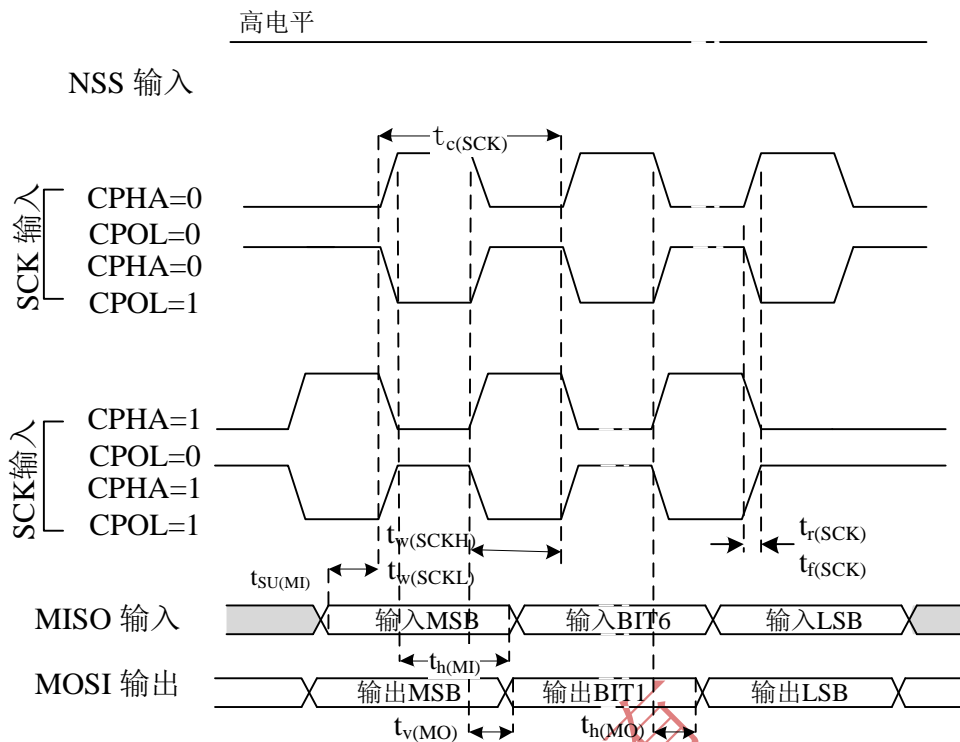 高电平
NSS 输入
tc(SCK)
SCK 输入
CPHA=0
CPOL=0
CPHA=0
CPOL=1
SCK输入
CPHA=1
CPOL=0
CPHA=1
CPOL=1
tw(SCKH)
tw(SCKL)
tr(SCK)
tf(SCK)
tSU(MI)
MISO 输入
输入MSB
输入BIT6
输入LSB
th(MI)
MOSI 输出
输出MSB
输出BIT1
输出LSB
tv(MO)
th(MO)